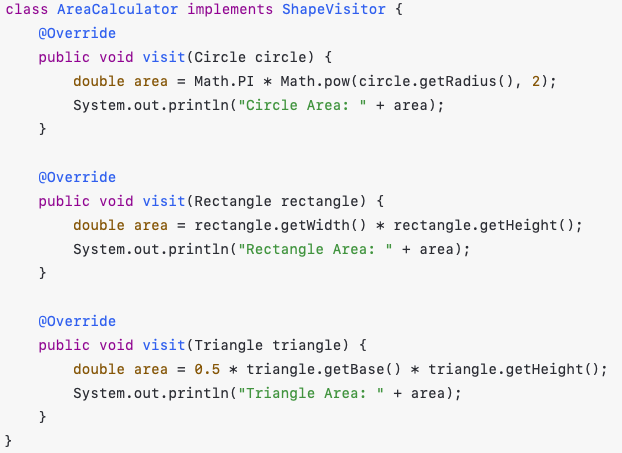 class AreaCalculator implements ShapeVisitor {
    @Override
    public void visit(Circle circle) {
        double area = Math.PI * Math.pow(circle.getRadius(), 2);
        System.out.println("Circle Area: " + area);
    }

    @Override
    public void visit(Rectangle rectangle) {
        double area = rectangle.getWidth() * rectangle.getHeight();
        System.out.println("Rectangle Area: " + area);
    }

    @Override
    public void visit(Triangle triangle) {
        double area = 0.5 * triangle.getBase() * triangle.getHeight();
        System.out.println("Triangle Area: " + area);
    }
}